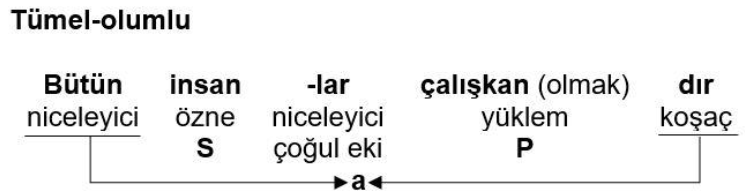 Tümel-olumlu
Bütün insan -lar çalışkan (olmak) dır
niceleyici özne niceleyici yüklem koşaç
S çoğul eki P
a